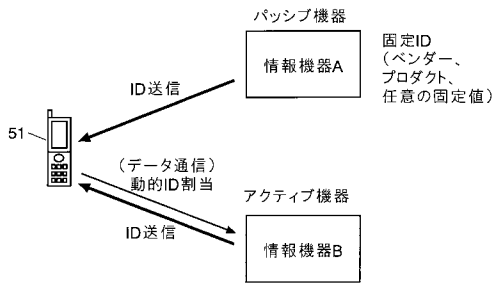 パッシブ機器
情報機器A
固定ID
(ベンダー、
プロダクト、
任意の固定値)
ID送信
51
(データ通信)
動的ID割当
アクティブ機器
ID送信
情報機器B